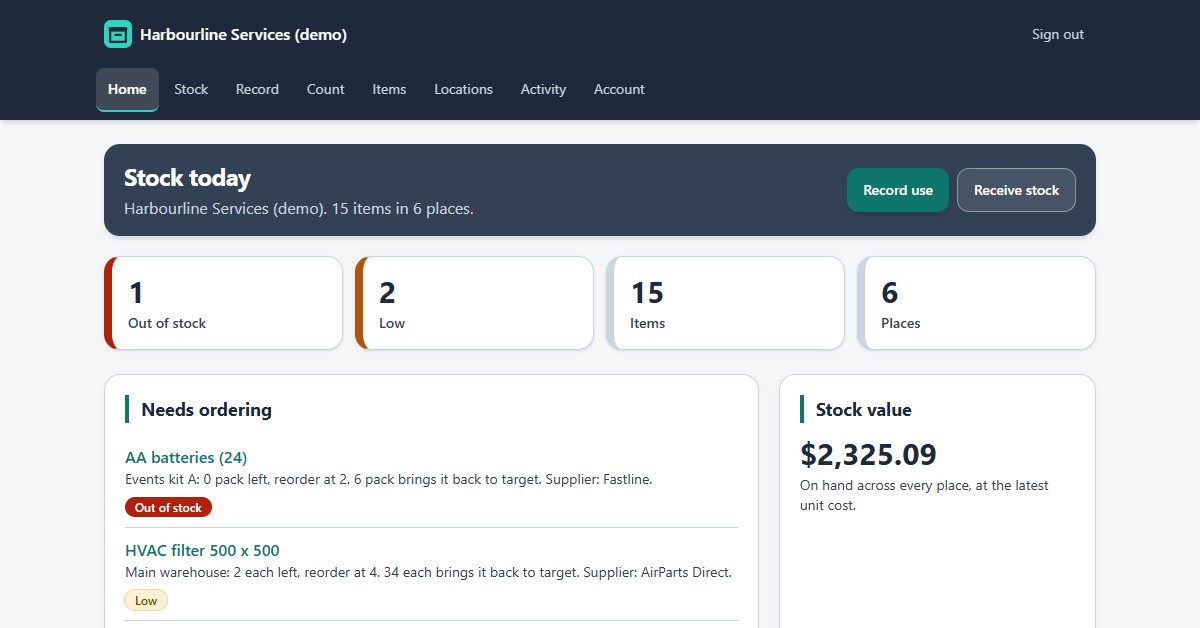 Harbourline Services (demo)
Sign out
Home
Stock
Record
Count
Items
Locations
Activity
Account
Stock today
Harbourline Services (demo). 15 items in 6 places.
Record use
Receive stock
1
Out of stock
2
Low
15
Items
6
Places
Needs ordering
AA batteries (24)
Events kit A: 0 pack left, reorder at 2. 6 pack brings it back to target. Supplier: Fastline.
Out of stock
HVAC filter 500 x 500
Main warehouse: 2 each left, reorder at 4. 34 each brings it back to target. Supplier: AirParts Direct.
Low
Stock value
$2,325.09
On hand across every place, at the latest
unit cost.